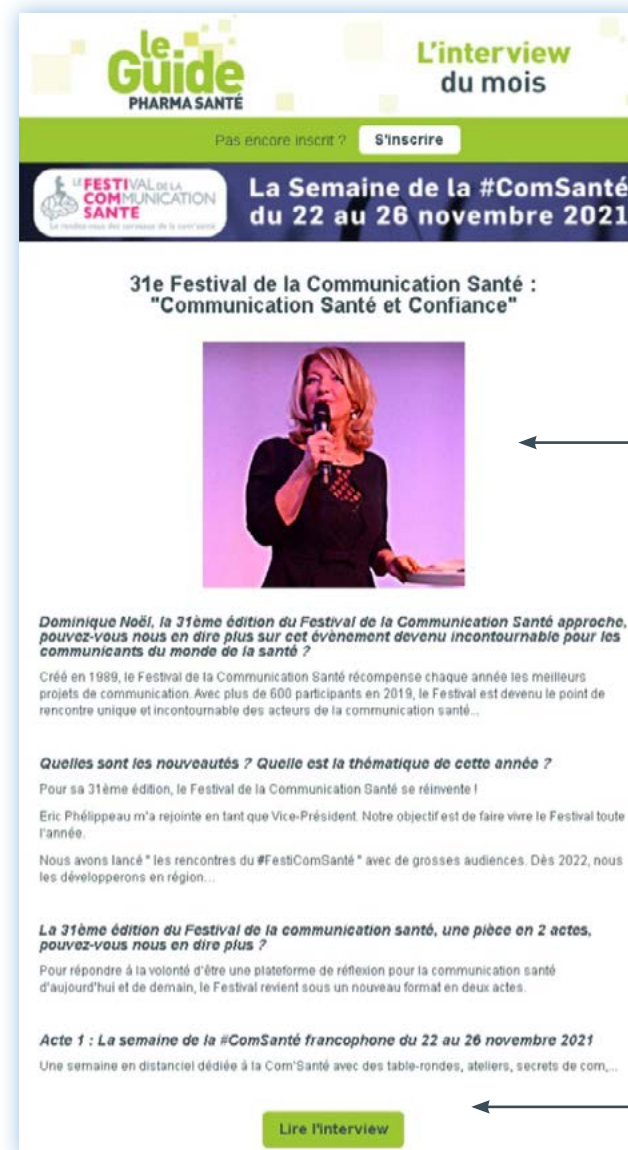 le
Guide
PHARMA SANTÉ
L'interview
du mois
Pas encore inscrit ? S'inscrire
LE FESTIVAL DE LA
COMMUNICATION
SANTÉ
Le rendez-vous des cerveaux de la com'santé
La Semaine de la #ComSanté
du 22 au 26 novembre 2021
31e Festival de la Communication Santé :
"Communication Santé et Confiance"
Dominique Noël, la 31ème édition du Festival de la Communication Santé approche,
pouvez-vous nous en dire plus sur cet évènement devenu incontournable pour les
communicants du monde de la santé ?
Créé en 1989, le Festival de la Communication Santé récompense chaque année les meilleurs
projets de communication. Avec plus de 600 participants en 2019, le Festival est devenu le point de
rencontre unique et incontournable des acteurs de la communication santé...
Quelles sont les nouveautés ? Quelle est la thématique de cette année ?
Pour sa 31ème édition, le Festival de la Communication Santé se réinvente !
Eric Phélippeau m'a rejointe en tant que Vice-Président. Notre objectif est de faire vivre le Festival toute
l'année.
Nous avons lancé " les rencontres du #FestiComSanté " avec de grosses audiences. Dès 2022, nous
les développerons en région...
La 31ème édition du Festival de la communication santé, une pièce en 2 actes,
pouvez-vous nous en dire plus ?
Pour répondre à la volonté d'être une plateforme de réflexion pour la communication santé
d'aujourd'hui et de demain, le Festival revient sous un nouveau format en deux actes.
Acte 1 : La semaine de la #ComSanté francophone du 22 au 26 novembre 2021
Une semaine en distanciel dédiée à la Com'Santé avec des table-rondes, ateliers, secrets de com,...
Lire l'interview